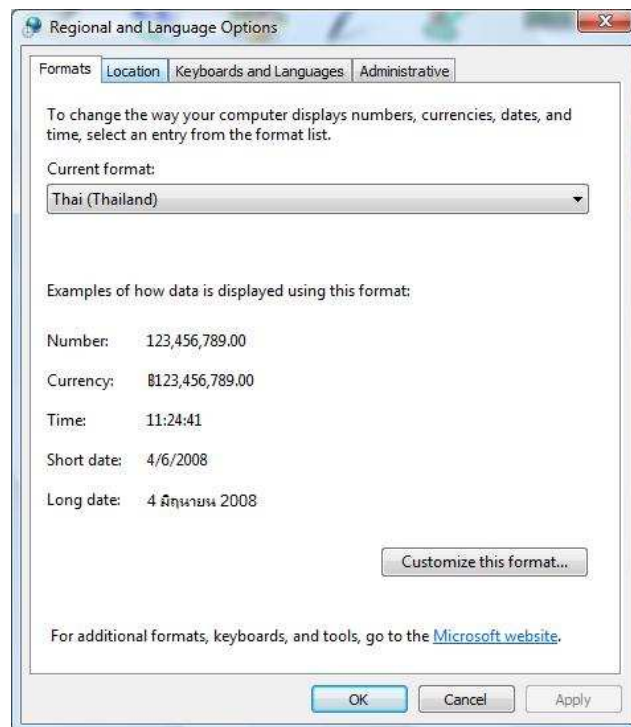 Regional and Language Options
Formats Location Keyboards and Languages Administrative
To change the way your computer displays numbers, currencies, dates, and
time, select an entry from the format list.
Current format:
Thai (Thailand)
Examples of how data is displayed using this format:
Number: 123,456,789.00
Currency: ฿123,456,789.00
Time: 11:24:41
Short date: 4/6/2008
Long date: 4 มิถุนายน 2008
Customize this format...
For additional formats, keyboards, and tools, go to the Microsoft website.
OK Cancel Apply